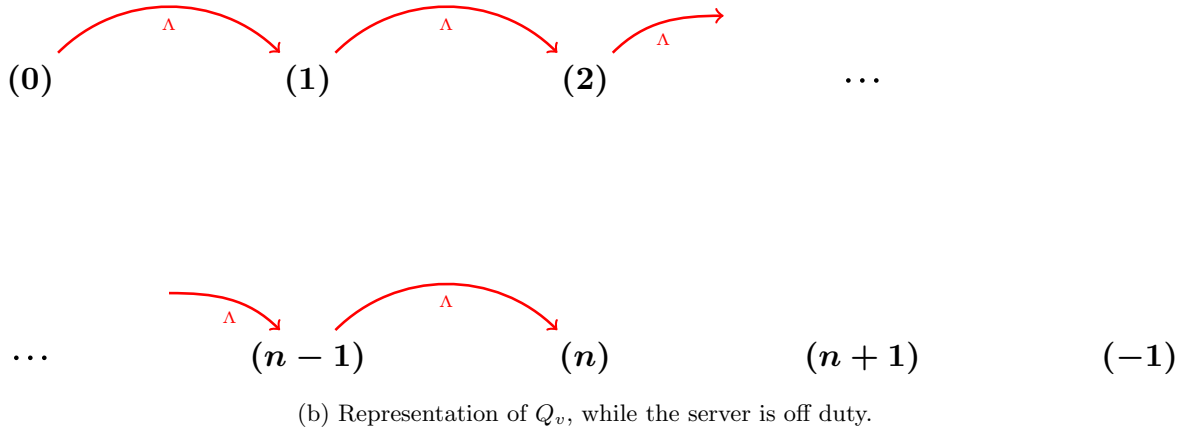 Λ Λ Λ
(0) (1) (2) ···
Λ Λ
··· (n − 1) (n) (n + 1) (−1)
(b) Representation of Q_v, while the server is off duty.